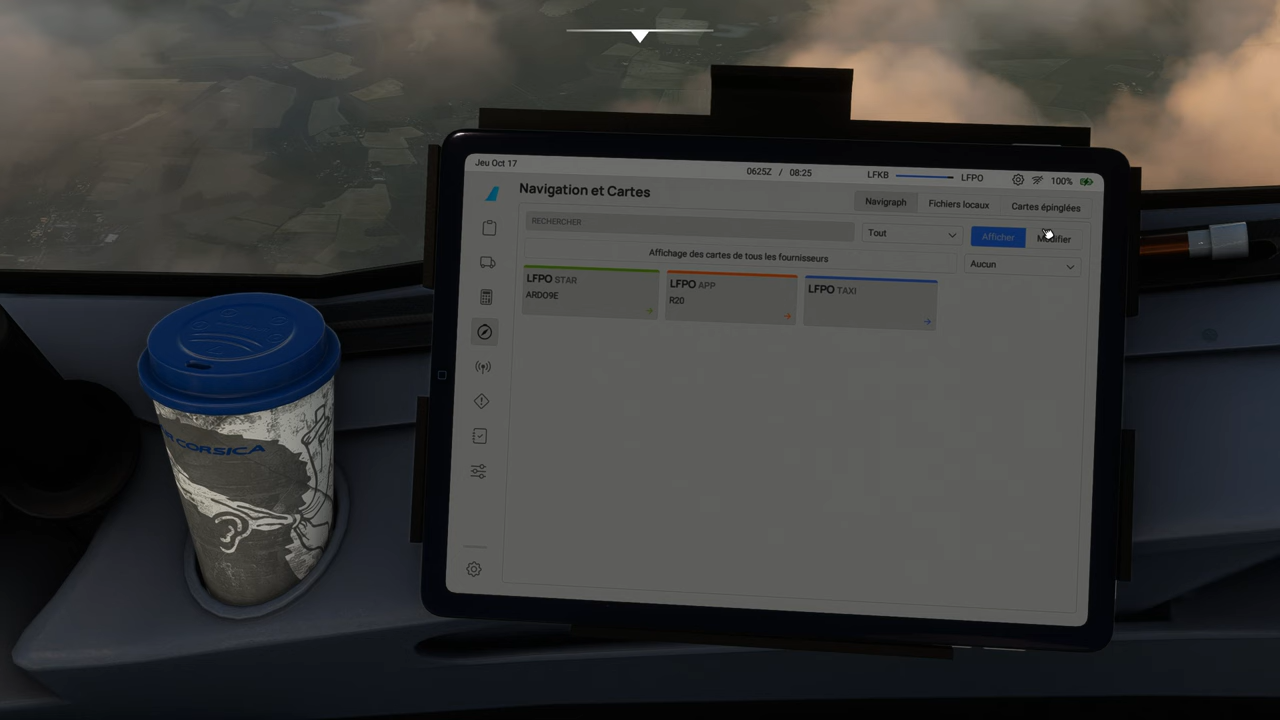 Jeu Oct 17
0625Z / 08:25
LFKB
LFPO
100%
Navigation et Cartes
Navigraph
Fichiers locaux
Cartes épinglées
RECHERCHER
Tout
Afficher
Modifier
Affichage des cartes de tous les fournisseurs
Aucun
LFPO STAR
ARDO9E
LFPO APP
R20
LFPO TAXI
CORSICA